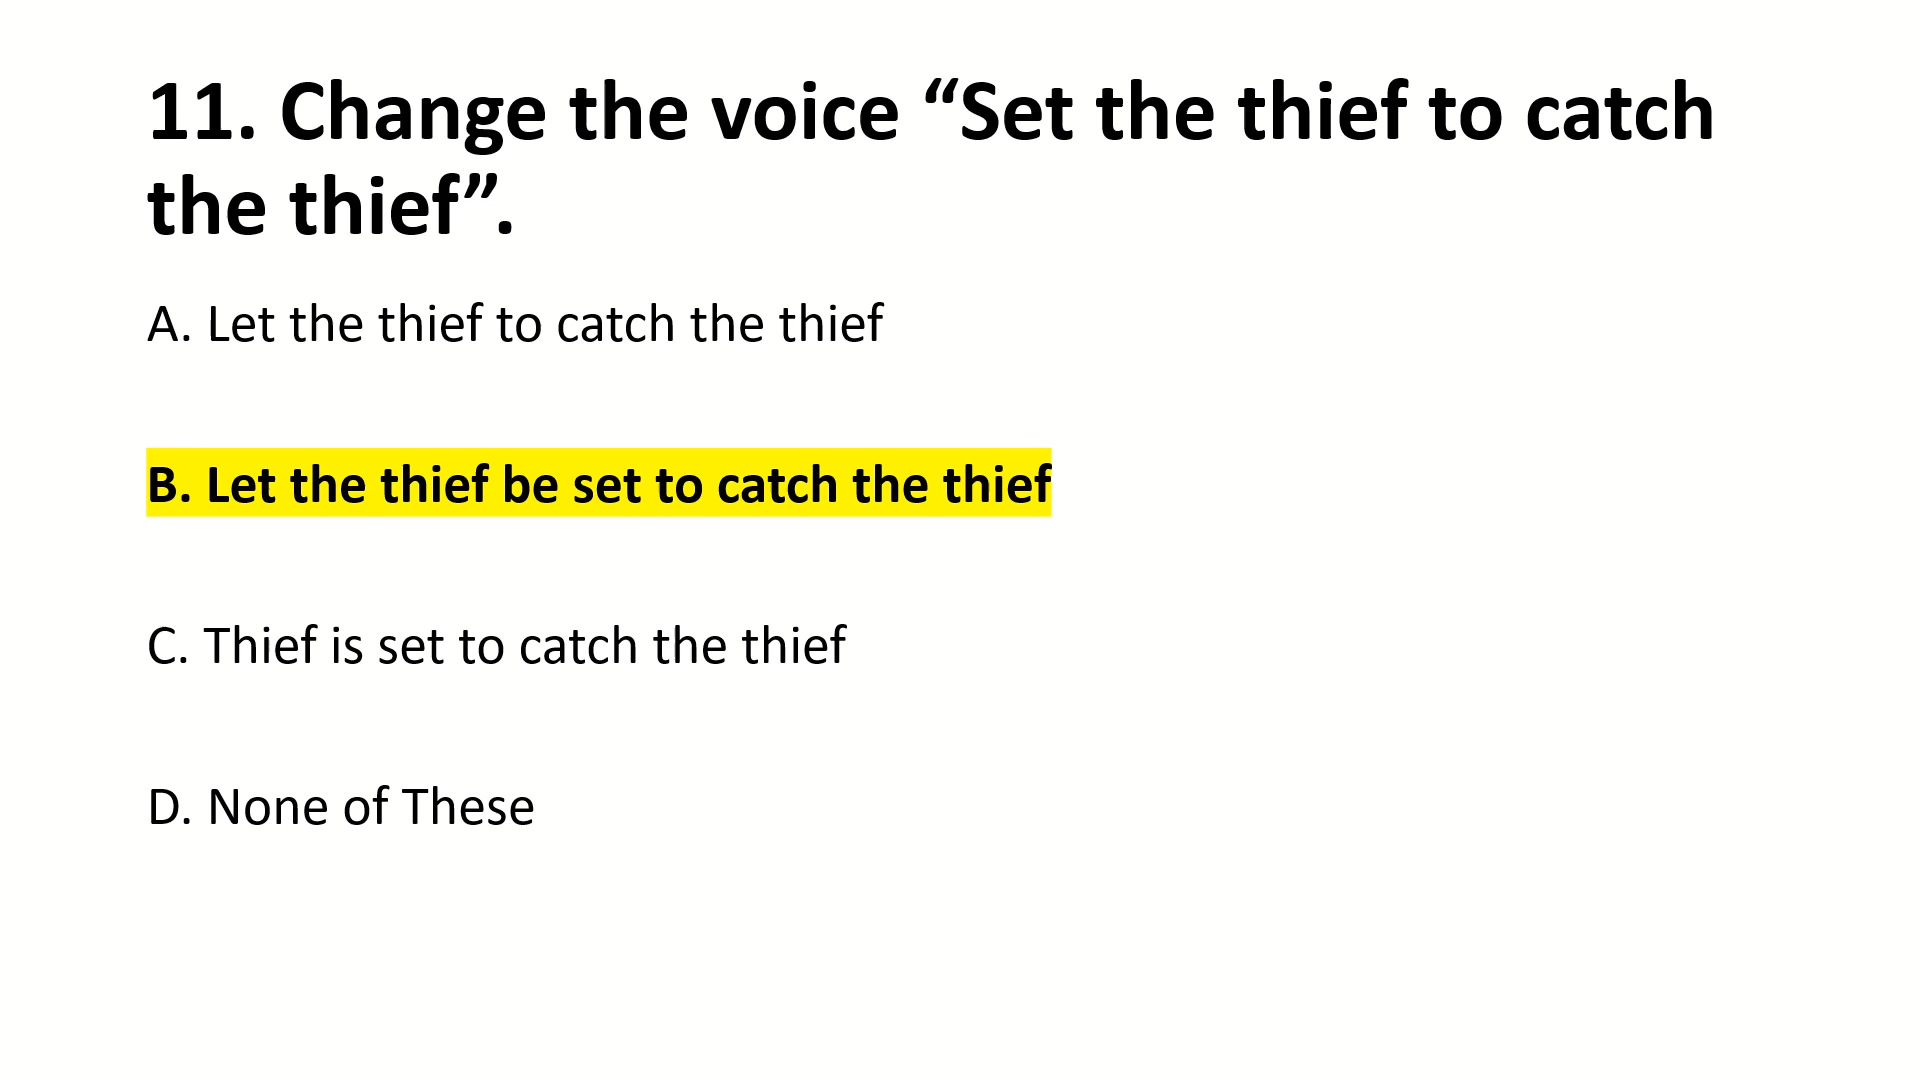 11. Change the voice “Set the thief to catch
the thief”.
A. Let the thief to catch the thief
B. Let the thief be set to catch the thief
C. Thief is set to catch the thief
D. None of These